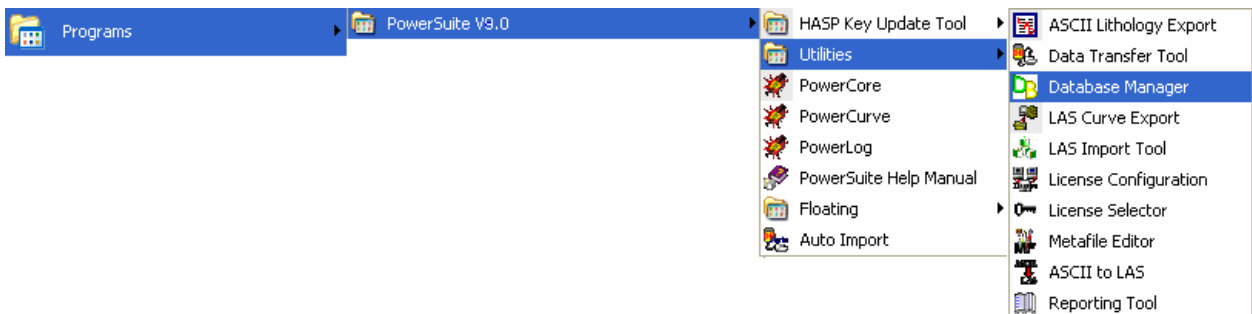 Programs
PowerSuite V9.0
HASP Key Update Tool
Utilities
PowerCore
PowerCurve
PowerLog
PowerSuite Help Manual
Floating
Auto Import
ASCII Lithology Export
Data Transfer Tool
Database Manager
LAS Curve Export
LAS Import Tool
License Configuration
License Selector
Metafile Editor
ASCII to LAS
Reporting Tool